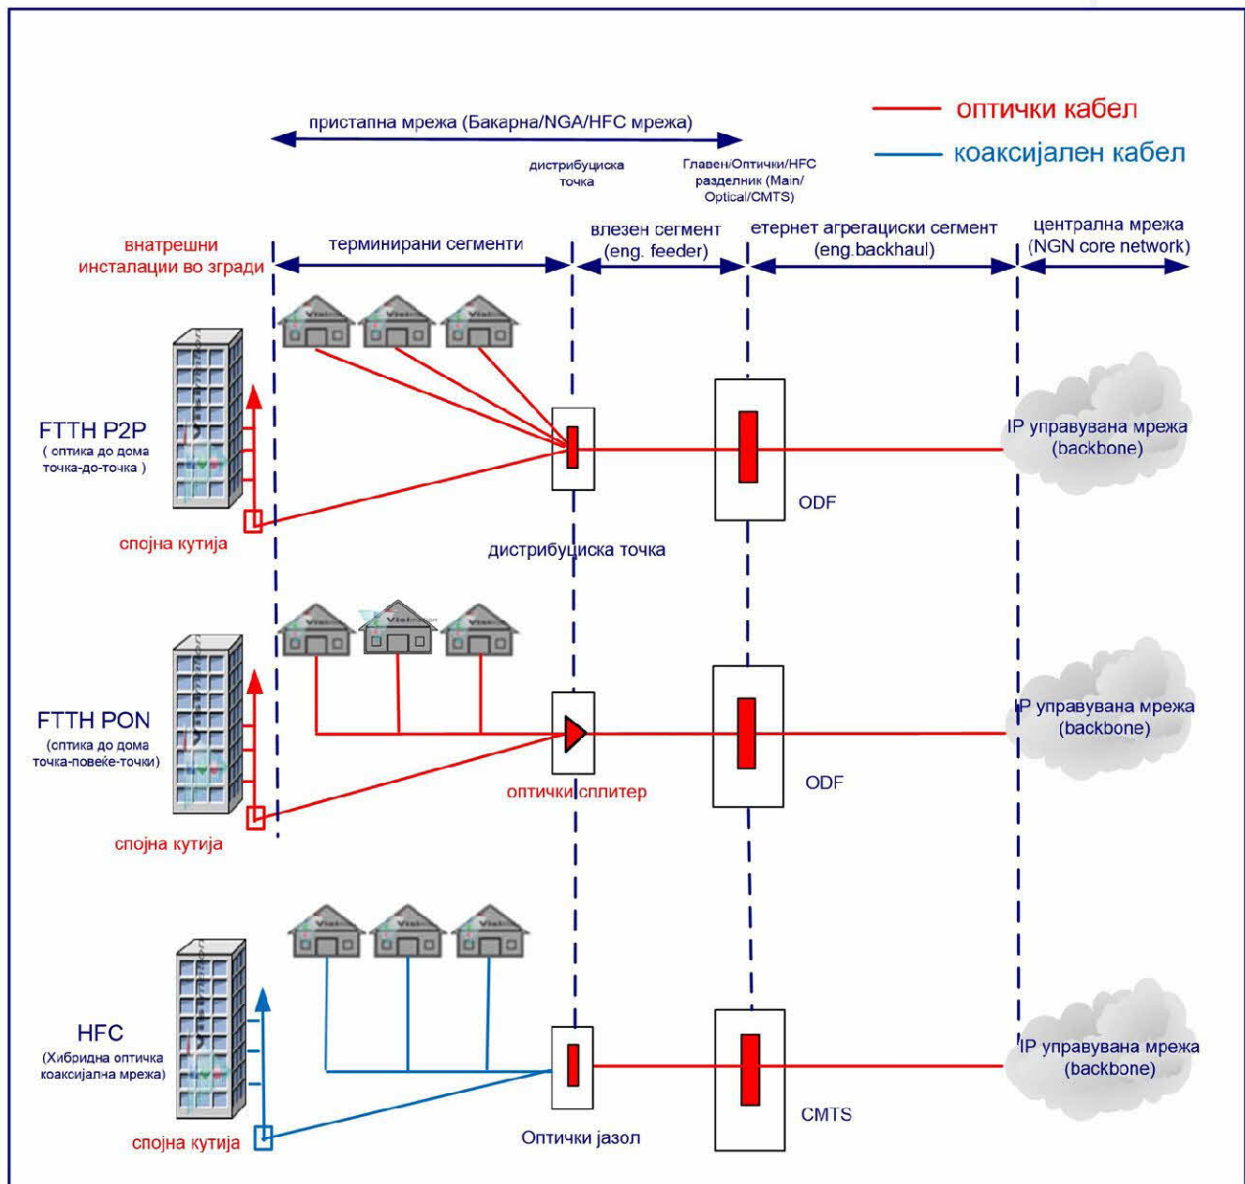 оптички кабел
коаксијален кабел
пристапна мрежа (Бакарна/NGA/HFC мрежа)
дистрибуциска
точка
Главен/Оптички/HFC
разделник (Main/
Optical/CMTS)
внатрешни
инсталации во згради
терминирани сегменти
влезен сегмент
(eng. feeder)
етернет агрегациски сегмент
(eng.backhaul)
централна мрежа
(NGN core network)
FTTH P2P
( оптика до дома
точка-до-точка )
спојна кутија
дистрибуциска точка
ODF
IP управувана мрежа
(backbone)
FTTH PON
(оптика до дома
точка-повеќе-точки)
спојна кутија
оптички сплитер
ODF
IP управувана мрежа
(backbone)
HFC
(Хибридна оптичка
коаксијална мрежа)
спојна кутија
Оптички јазол
CMTS
IP управувана мрежа
(backbone)